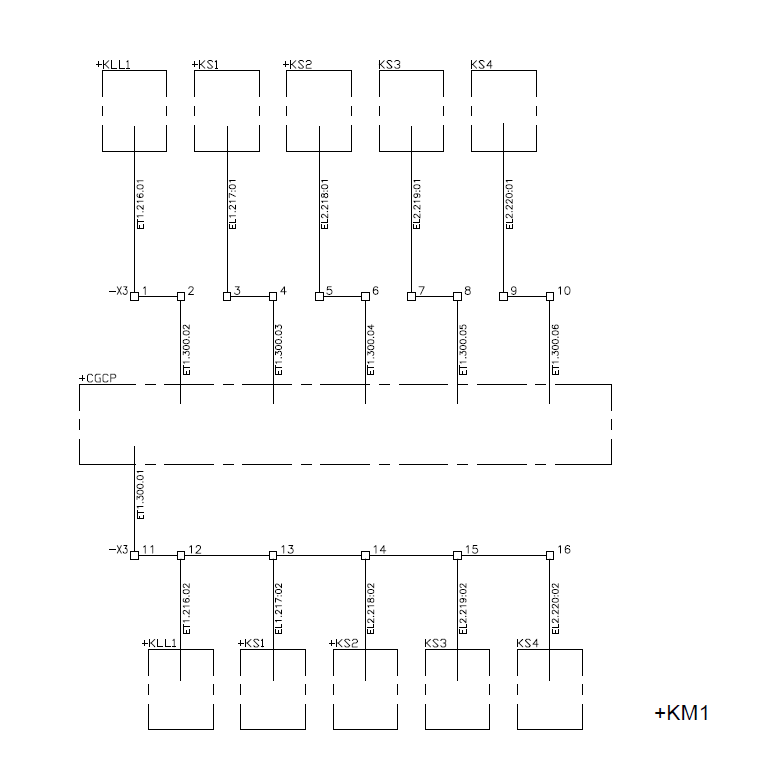 +KLL1 +KS1 +KS2 KS3 KS4
ET1.216.01 EL1.217:01 EL2.218:01 EL2.219:01 EL2.220:01
-X3 1 2 3 4 5 6 7 8 9 10
ET1.300.02 ET1.300.03 ET1.300.04 ET1.300.05 ET1.300.06
+CGCP
ET1.300.01
-X3 11 12 13 14 15 16
ET1.216.02 EL1.217:02 EL2.218:02 EL2.219:02 EL2.220:02
+KLL1 +KS1 +KS2 KS3 KS4
+KM1